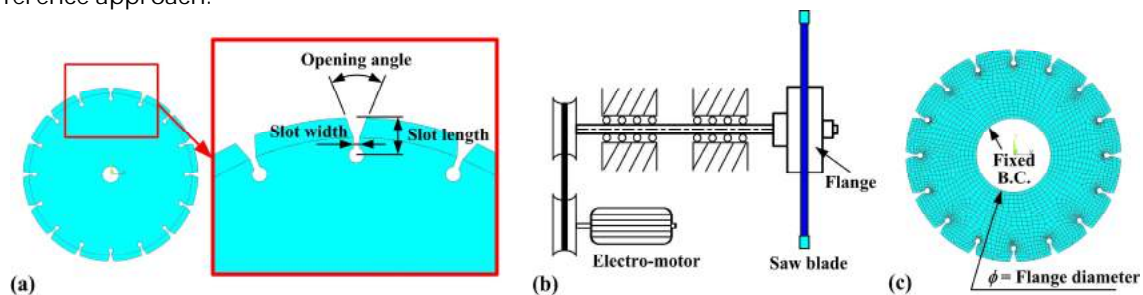 Opening angle
Slot width
Slot length
(a)
Flange
Electro-motor
Saw blade
(b)
Fixed
B.C.
ϕ = Flange diameter
(c)